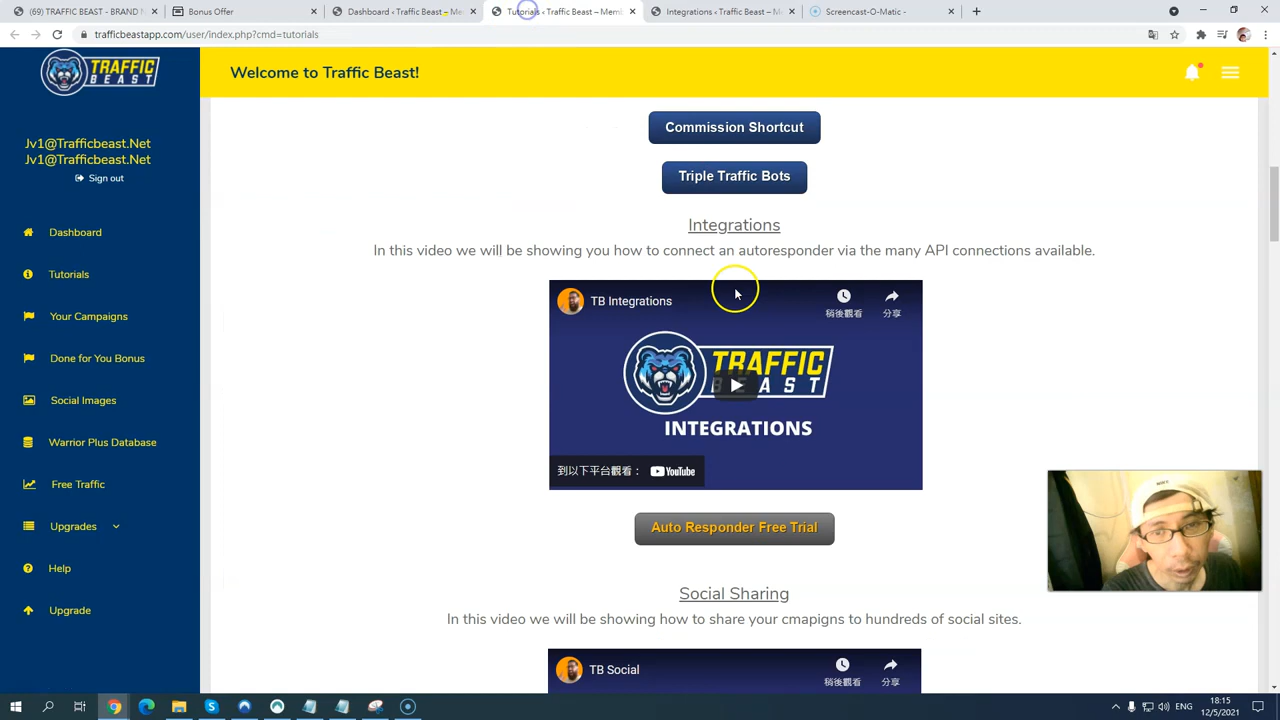 (69) TRAFFIC BEAST - BRAND N
Bonus Offer
Dashboard ‹ Traffic Beast – Me
Tutorials ‹ Traffic Beast – Memb
Integrations ‹ Traffic Beast – M
Screencast-O-Matic -
trafficbeastapp.com/user/index.php?cmd=tutorials
TRAFFIC
BEAST
Welcome to Traffic Beast!
Jv1@Trafficbeast.Net
Jv1@Trafficbeast.Net
Sign out
Dashboard
Tutorials
Your Campaigns
Done for You Bonus
Social Images
Warrior Plus Database
Free Traffic
Upgrades
Help
Upgrade
Commission Shortcut
Triple Traffic Bots
Integrations
In this video we will be showing you how to connect an autoresponder via the many API connections available.
TB Integrations
稍後觀看
分享
TRAFFIC
BEAST
INTEGRATIONS
到以下平台觀看：
YouTube
Auto Responder Free Trial
Social Sharing
In this video we will be showing how to share your cmapigns to hundreds of social sites.
TB Social
稍後觀看
分享
ENG
18:15
12/5/2021